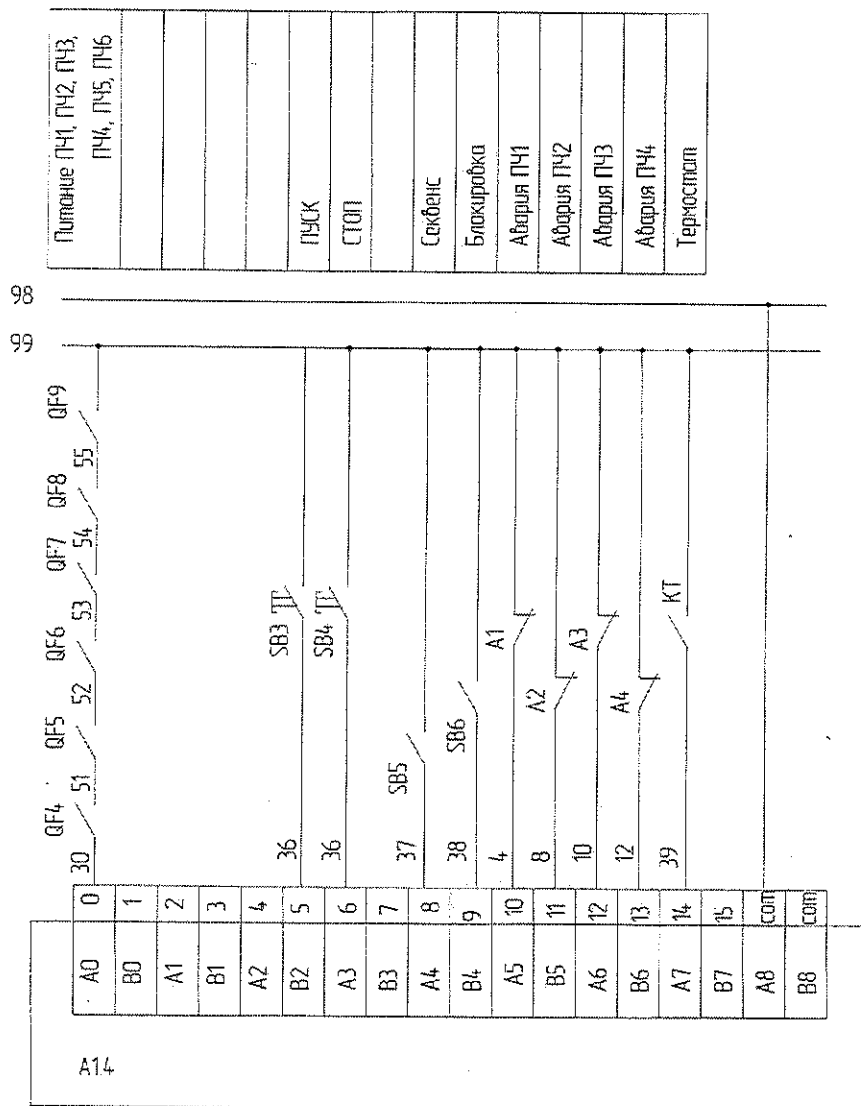 Питание ПЧ1, ПЧ2, ПЧ3,
ПЧ4, ПЧ5, ПЧ6
ПУСК
СТОП
Секвенс
Блокировка
Авария ПЧ1
Авария ПЧ2
Авария ПЧ3
Авария ПЧ4
Термостат
98
99
QF4
QF5
QF6
QF7
QF8
QF9
30
51
52
53
54
55
SB3
SB4
SB5
SB6
A1
A2
A3
A4
KT
36
36
37
38
4
8
10
12
39
0
1
2
3
4
5
6
7
8
9
10
11
12
13
14
15
com
com
A0
B0
A1
B1
A2
B2
A3
B3
A4
B4
A5
B5
A6
B6
A7
B7
A8
B8
A1.4